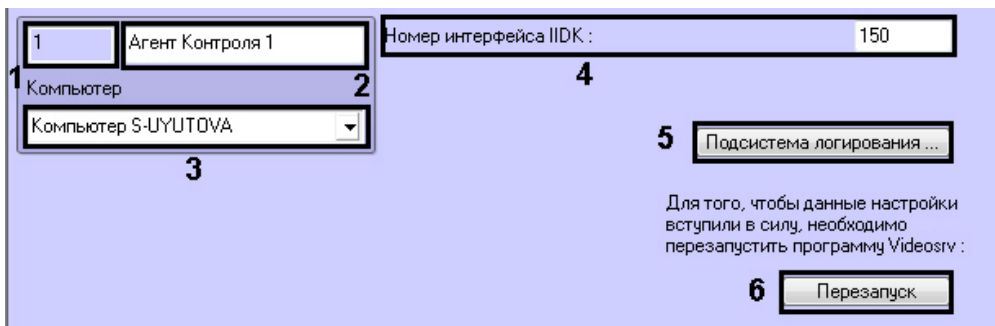 1 Агент Контроля 1
1 2
Компьютер
Компьютер S-UYUTOVA
3
Номер интерфейса IIDK : 150
4
5 Подсистема логирования ...
Для того, чтобы данные настройки
вступили в силу, необходимо
перезапустить программу Videosrv :
6 Перезапуск